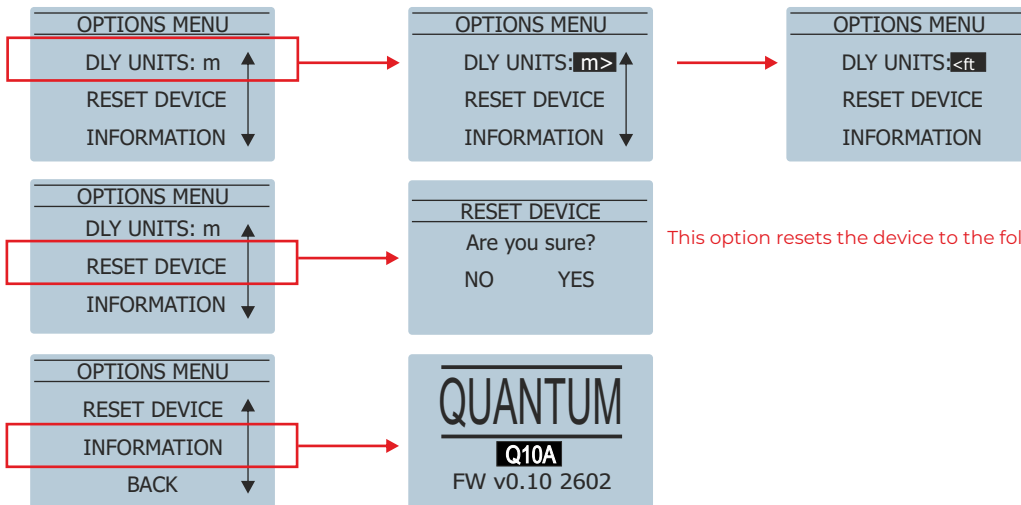 OPTIONS MENU
DLY UNITS: m
RESET DEVICE
INFORMATION
OPTIONS MENU
DLY UNITS: m>
RESET DEVICE
INFORMATION
OPTIONS MENU
DLY UNITS:<ft
RESET DEVICE
INFORMATION
OPTIONS MENU
DLY UNITS: m
RESET DEVICE
INFORMATION
RESET DEVICE
Are you sure?
NO YES
This option resets the device to the
OPTIONS MENU
RESET DEVICE
INFORMATION
BACK
QUANTUM
Q10A
FW v0.10 2602